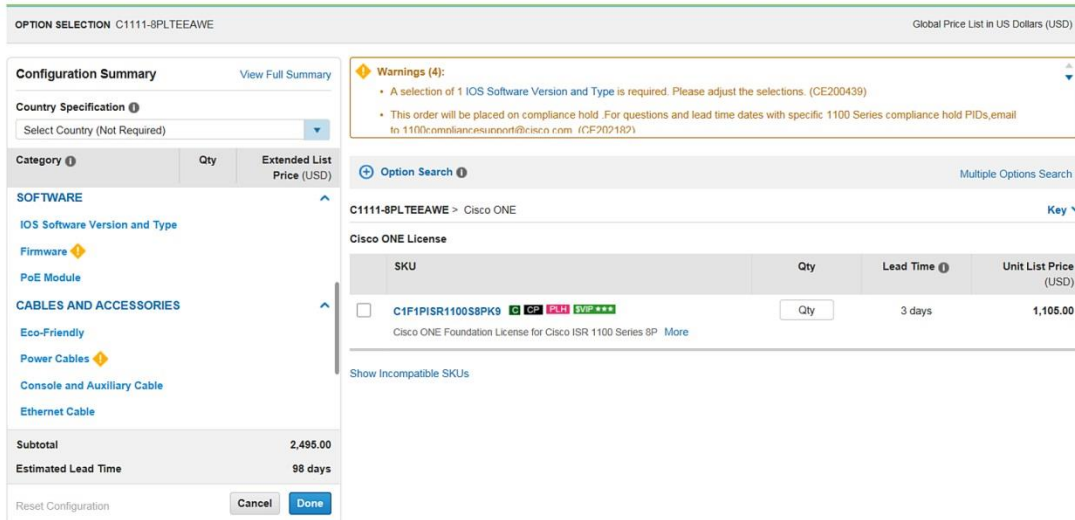 OPTION SELECTION C1111-8PLTEEAWE
Global Price List in US Dollars (USD)
Configuration Summary
View Full Summary
Country Specification
Select Country (Not Required)
Category Qty Extended List Price (USD)
SOFTWARE
IOS Software Version and Type
Firmware
PoE Module
CABLES AND ACCESSORIES
Eco-Friendly
Power Cables
Console and Auxiliary Cable
Ethernet Cable
Subtotal 2,495.00
Estimated Lead Time 98 days
Reset Configuration Cancel Done
Warnings (4):
• A selection of 1 IOS Software Version and Type is required. Please adjust the selections. (CE200439)
• This order will be placed on compliance hold .For questions and lead time dates with specific 1100 Series compliance hold PIDs,email
to 1100compliancesupport@cisco.com. (CE202182)
Option Search
Multiple Options Search
C1111-8PLTEEAWE > Cisco ONE
Key
Cisco ONE License
SKU Qty Lead Time Unit List Price (USD)
C1F1PISR1100S8PK9 C CP PLH $VIP ★★★ Qty 3 days 1,105.00
Cisco ONE Foundation License for Cisco ISR 1100 Series 8P More
Show Incompatible SKUs